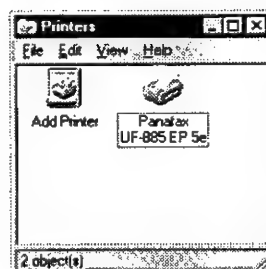 Printers
File Edit View Help
Add Printer
Panafax
UF-885 EP 5e
2 object(s)